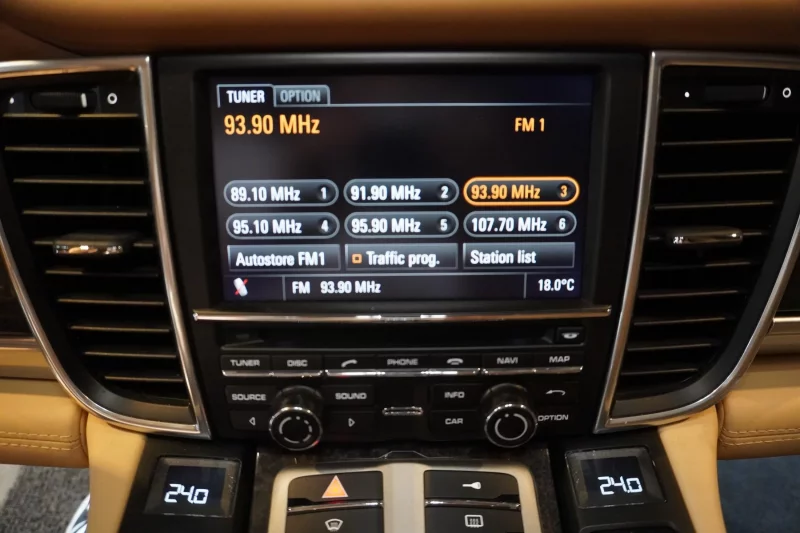 TUNER OPTION
93.90 MHz FM 1
89.10 MHz 1 91.90 MHz 2 93.90 MHz 3
95.10 MHz 4 95.90 MHz 5 107.70 MHz 6
Autostore FM1 Traffic prog. Station list
FM 93.90 MHz 18.0°C
TUNER DISC PHONE NAVI MAP
SOURCE SOUND INFO
CAR OPTION
24.0 24.0